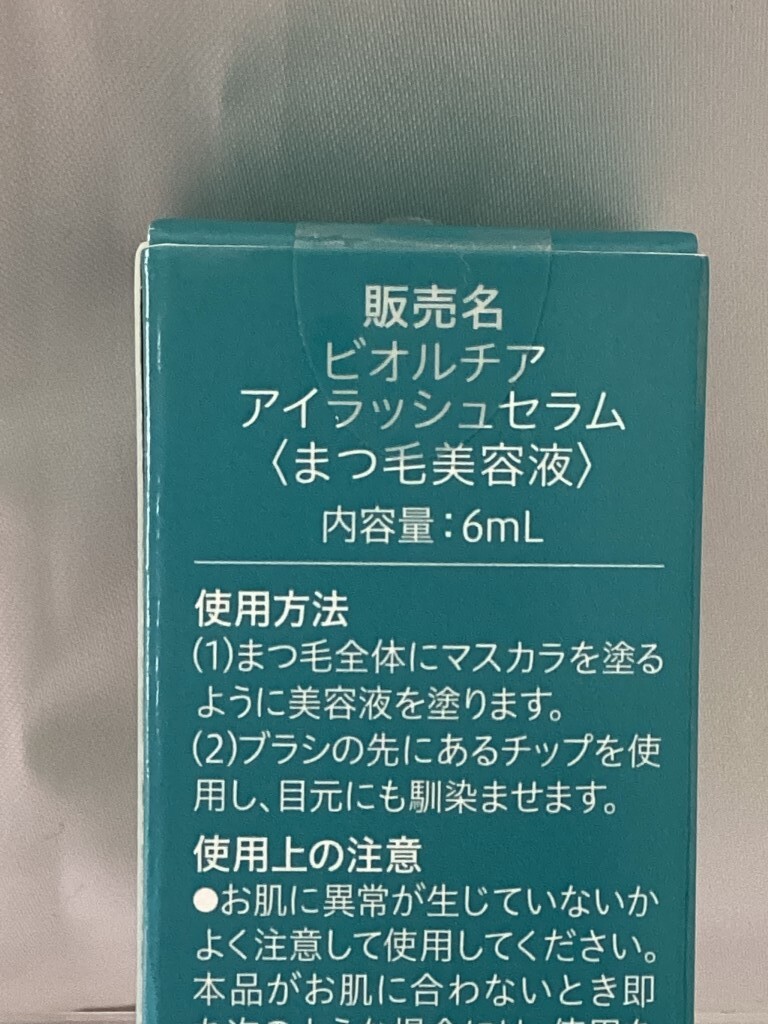 販売名
ビオルチア
アイラッシュセラム
〈まつ毛美容液〉
内容量：6mL
使用方法
(1)まつ毛全体にマスカラを塗る
ように美容液を塗ります。
(2)ブラシの先にあるチップを使
用し、目元にも馴染ませます。
使用上の注意
●お肌に異常が生じていないか
よく注意して使用してください。
本品がお肌に合わないとき即